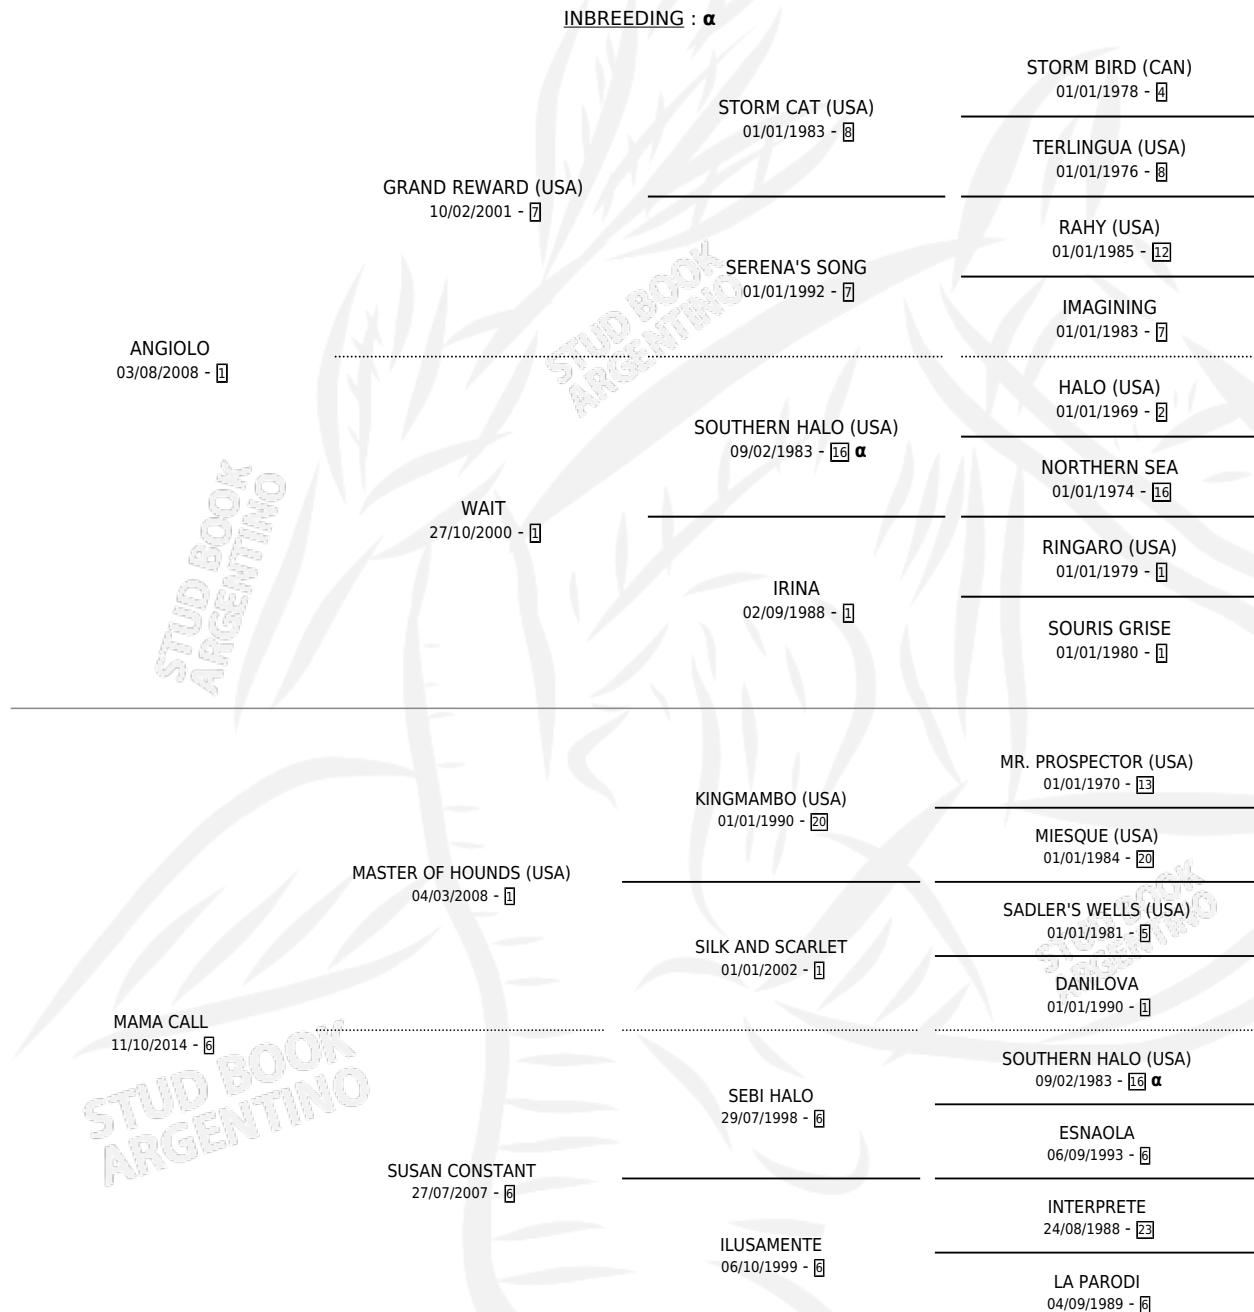 INBREEDING : α
STORM BIRD (CAN)
01/01/1978 - 4
STORM CAT (USA)
01/01/1983 - 8
TERLINGUA (USA)
01/01/1976 - 8
GRAND REWARD (USA)
10/02/2001 - 7
RAHY (USA)
01/01/1985 - 12
SERENA'S SONG
01/01/1992 - 7
IMAGINING
01/01/1983 - 7
ANGIOLO
03/08/2008 - 1
HALO (USA)
01/01/1969 - 2
SOUTHERN HALO (USA)
09/02/1983 - 16 α
NORTHERN SEA
01/01/1974 - 16
WAIT
27/10/2000 - 1
RINGARO (USA)
01/01/1979 - 1
IRINA
02/09/1988 - 1
SOURIS GRISE
01/01/1980 - 1
MR. PROSPECTOR (USA)
01/01/1970 - 13
KINGMAMBO (USA)
01/01/1990 - 20
MIESQUE (USA)
01/01/1984 - 20
MASTER OF HOUNDS (USA)
04/03/2008 - 1
SADLER'S WELLS (USA)
01/01/1981 - 5
SILK AND SCARLET
01/01/2002 - 1
DANILOVA
01/01/1990 - 1
MAMA CALL
11/10/2014 - 6
SOUTHERN HALO (USA)
09/02/1983 - 16 α
SEBI HALO
29/07/1998 - 6
ESNAOLA
06/09/1993 - 6
SUSAN CONSTANT
27/07/2007 - 6
INTERPRETE
24/08/1988 - 23
ILUSAMENTE
06/10/1999 - 6
LA PARODI
04/09/1989 - 6
STUD BOOK
ARGENTINO
STUD BOOK
ARGENTINO
STUD BOOK
ARGENTINO
STUD BOOK
ARGENTINO